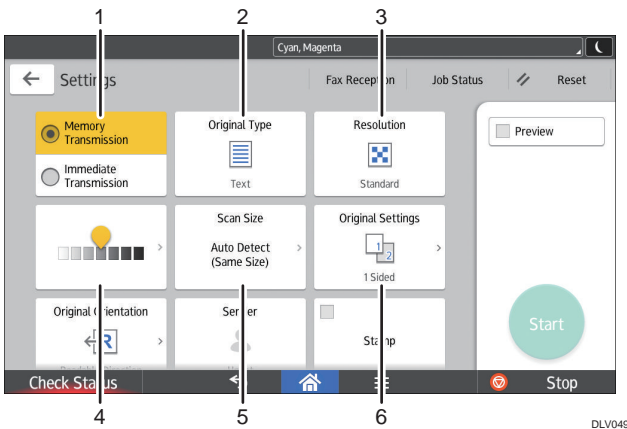 1 2 3
Cyan, Magenta
Settings Fax Reception Job Status Reset
Memory
Transmission
Original Type
Resolution
Preview
Immediate
Transmission
Text
Standard
Scan Size
Original Settings
Auto Detect
(Same Size)
1
2
1 Sided
Original Orientation
Sender
R
Stamp
Start
Check Status
Stop
4 5 6
DLV049